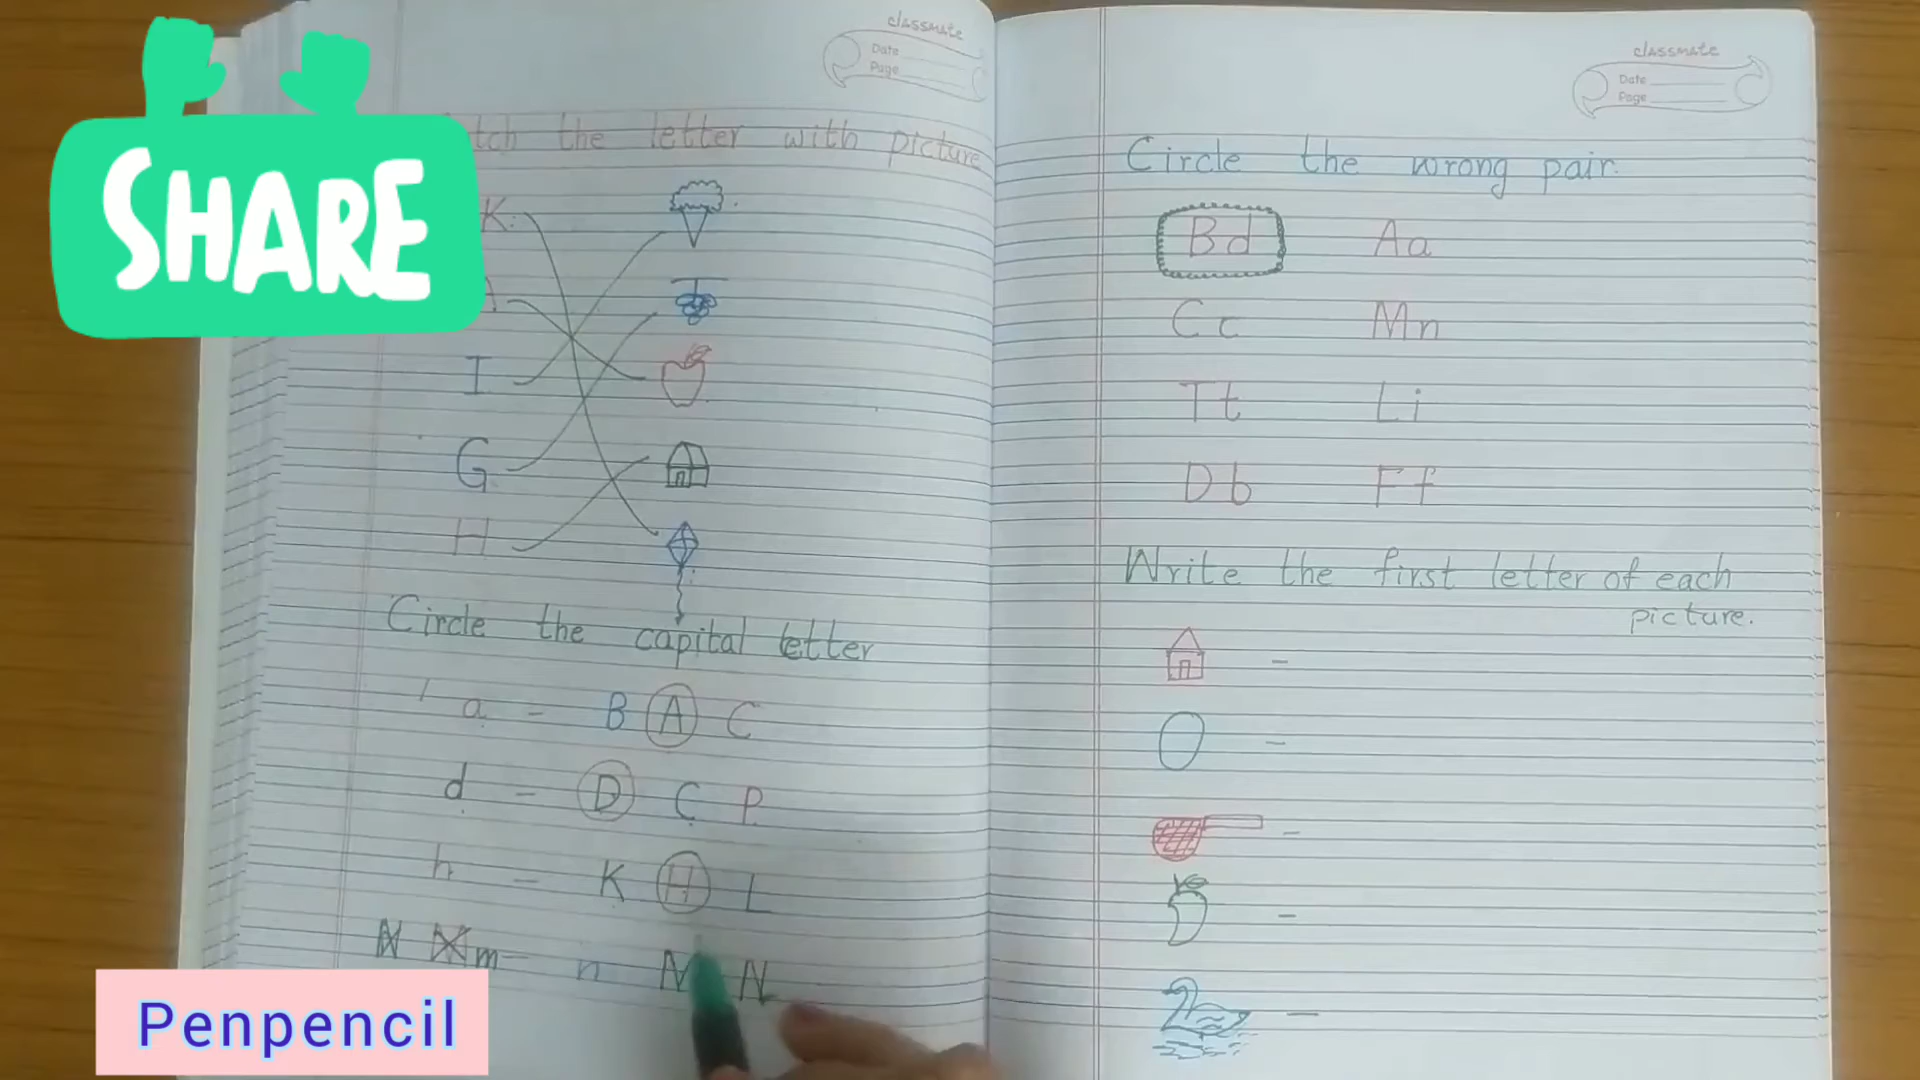 SHARE
classmate
Date
Page
tch the letter with picture
K
I
G
H
Circle the capital letter
a - B A C
d - D C P
h - K H L
m - n M N
Penpencil
classmate
Date
Page
Circle the wrong pair.
Bd Aa
Cc Mn
Tt Li
Db Ff
Write the first letter of each
picture.